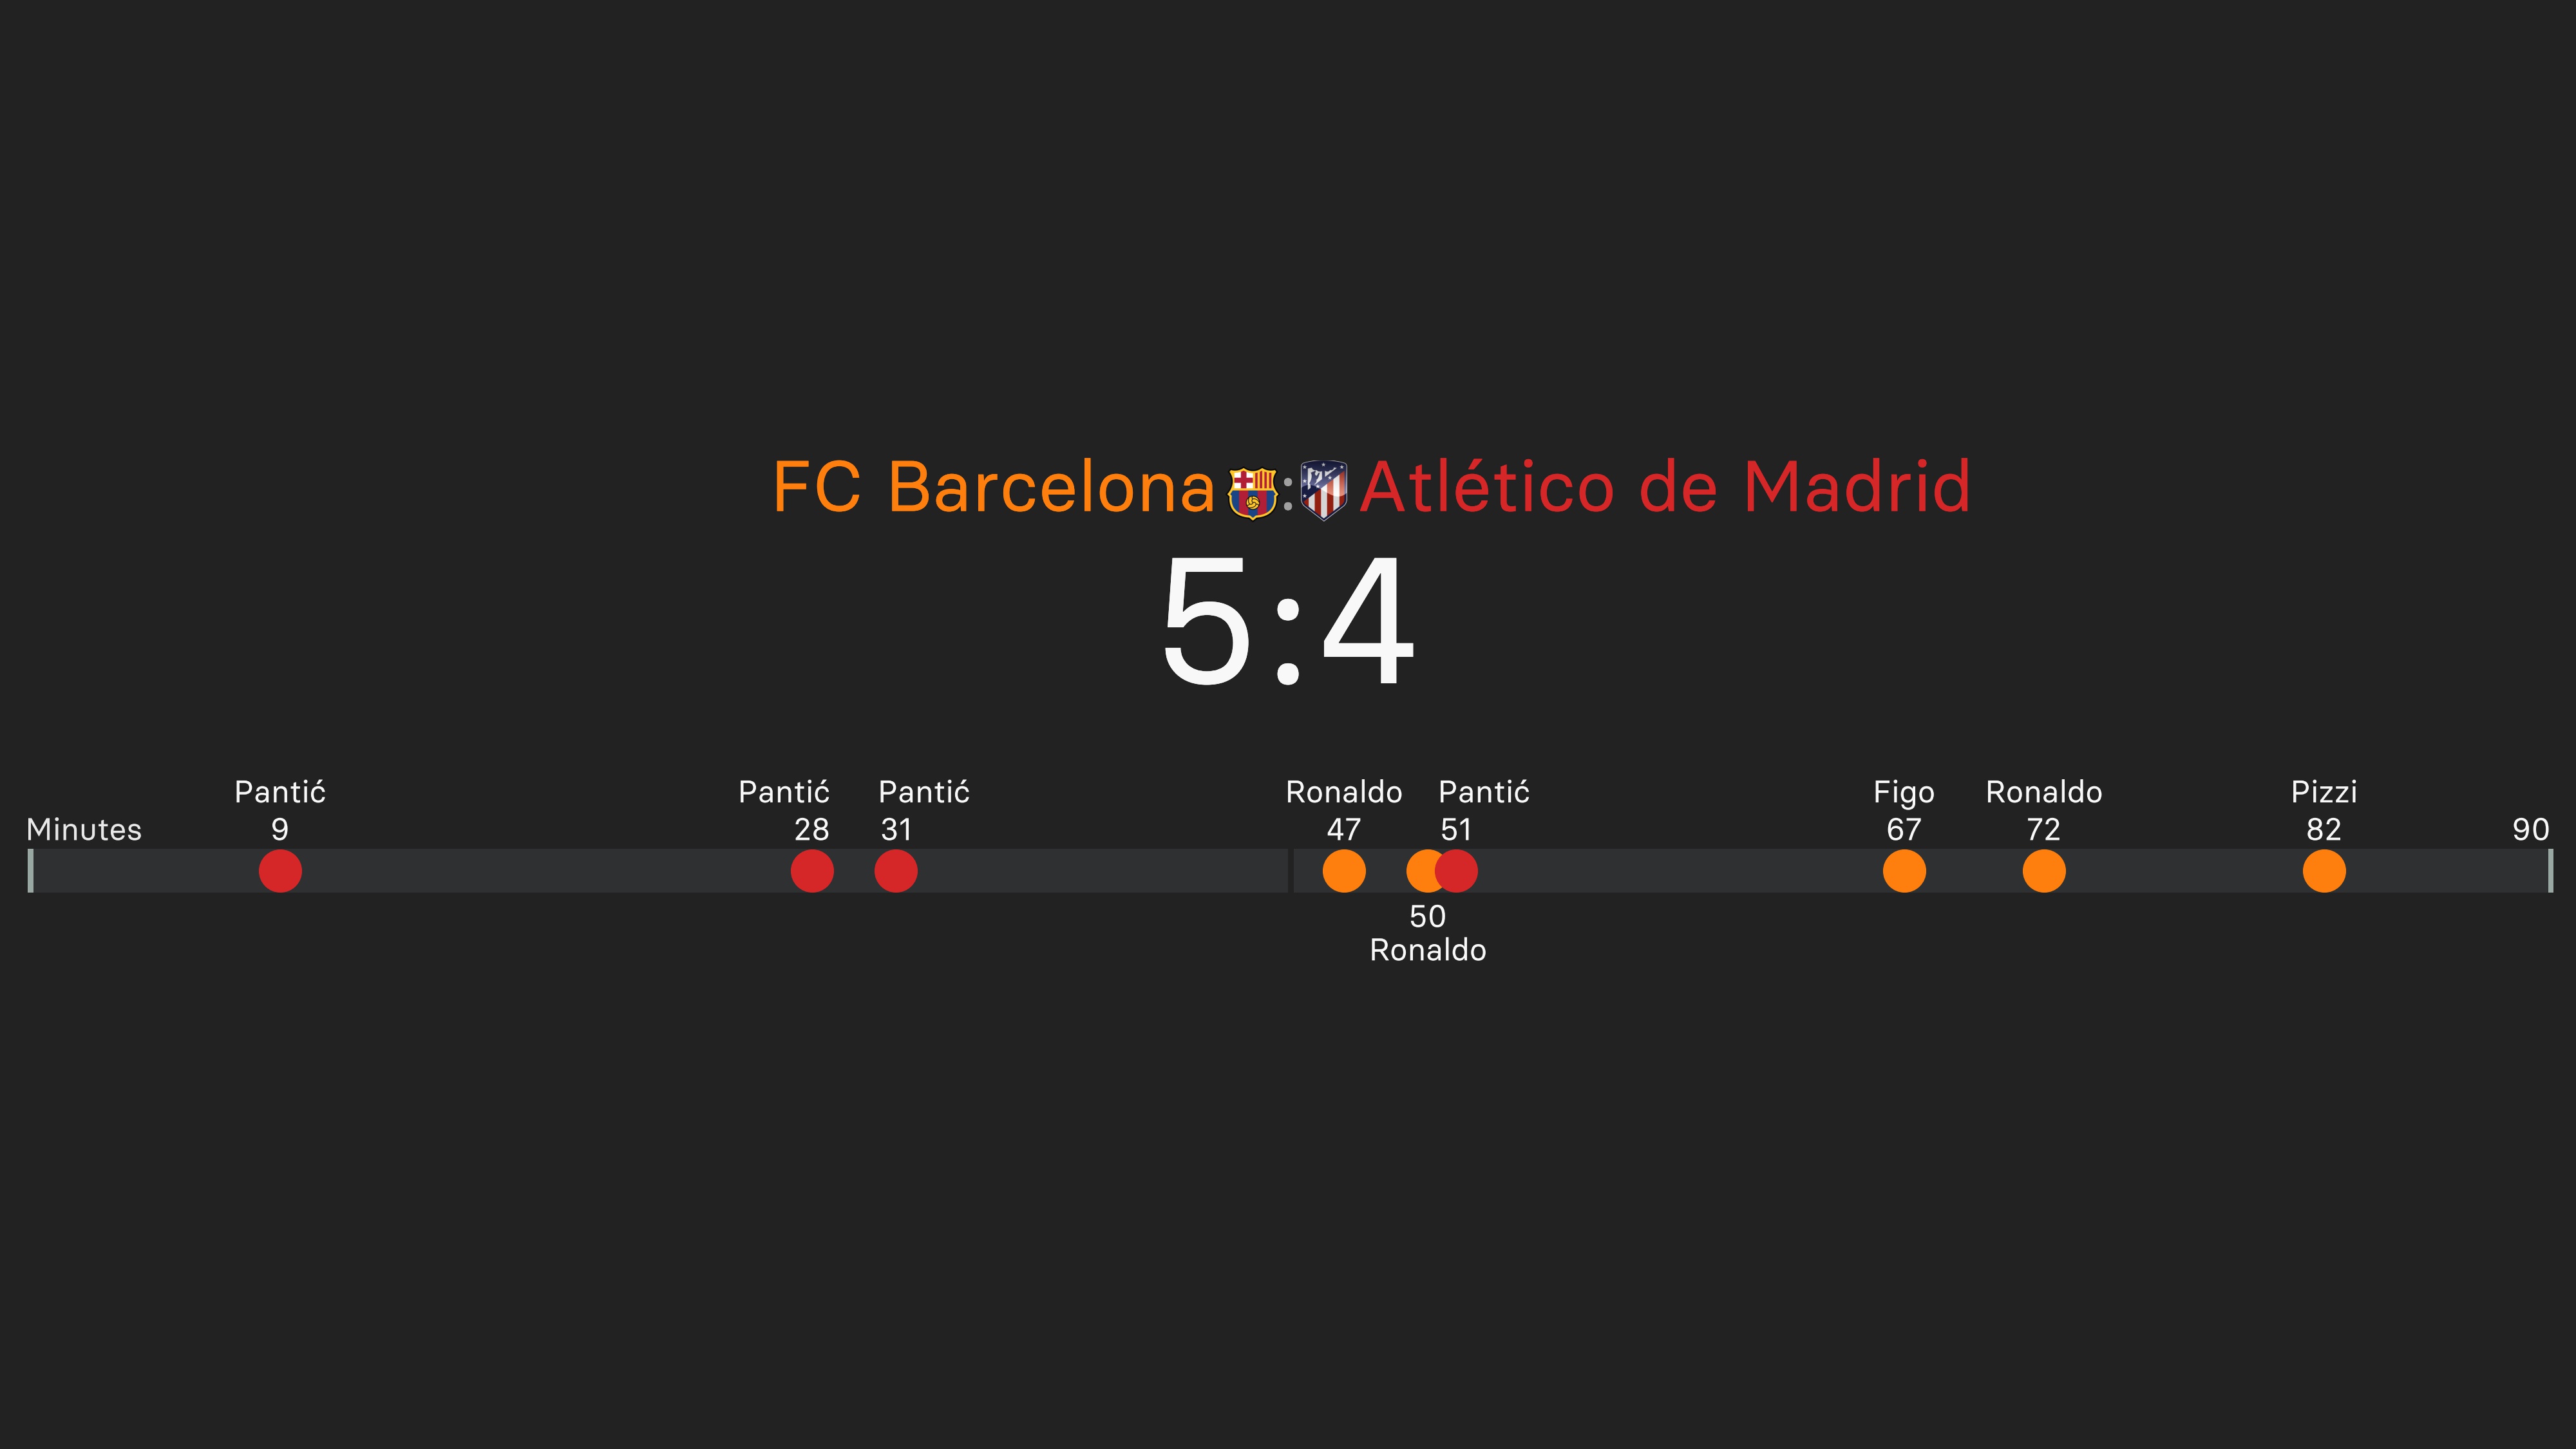 FC Barcelona : Atlético de Madrid
5:4
Pantić Pantić Pantić Ronaldo Pantić Figo Ronaldo Pizzi
Minutes 9 28 31 47 51 67 72 82 90
50
Ronaldo